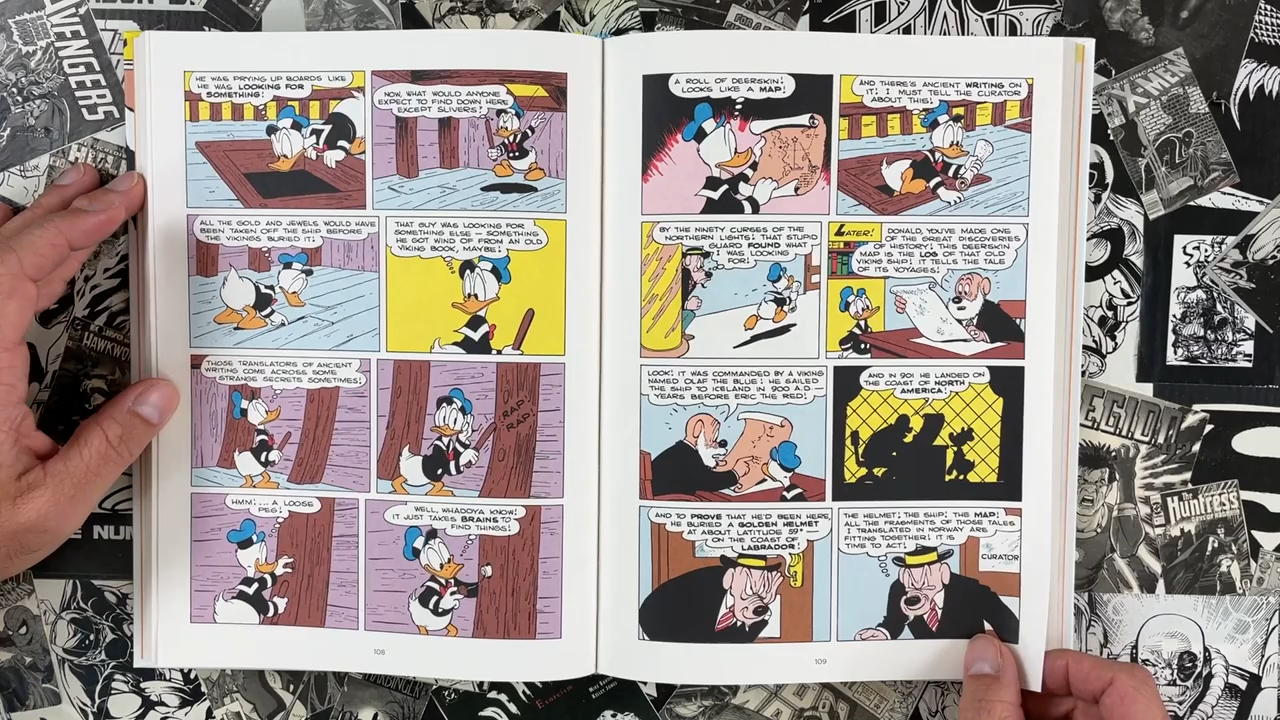 HE WAS PRYING UP BOARDS LIKE
HE WAS LOOKING FOR
SOMETHING!
NOW, WHAT WOULD ANYONE
EXPECT TO FIND DOWN HERE
EXCEPT SLIVERS!
ALL THE GOLD AND JEWELS WOULD HAVE
BEEN TAKEN OFF THE SHIP BEFORE
THE VIKINGS BURIED IT!
THAT GUY WAS LOOKING FOR
SOMETHING ELSE — SOMETHING
HE GOT WIND OF FROM AN OLD
VIKING BOOK, MAYBE!
THOSE TRANSLATORS OF ANCIENT
WRITING COME ACROSS SOME
STRANGE SECRETS SOMETIMES!
RAP!
RAP!
HMM!... A LOOSE
PEG!
WELL, WHADDYA KNOW!
IT JUST TAKES BRAINS TO
FIND THINGS!
108
A ROLL OF DEERSKIN!
LOOKS LIKE A MAP!
AND THERE'S ANCIENT WRITING ON
IT! I MUST TELL THE CURATOR
ABOUT THIS!
BY THE NINETY CURSES OF THE
NORTHERN LIGHTS! THAT STUPID
GUARD FOUND WHAT
I WAS LOOKING
FOR!
LATER!
DONALD, YOU'VE MADE ONE
OF THE GREAT DISCOVERIES
OF HISTORY! THIS DEERSKIN
MAP IS THE LOG OF THAT OLD
VIKING SHIP! IT TELLS THE TALE
OF ITS VOYAGES!
LOOK! IT WAS COMMANDED BY A VIKING
NAMED OLAF THE BLUE! HE SAILED
THE SHIP TO ICELAND IN 900 A.D.—
YEARS BEFORE ERIC THE RED!
AND IN 901 HE LANDED ON
THE COAST OF NORTH
AMERICA!
AND TO PROVE THAT HE'D BEEN HERE,
HE BURIED A GOLDEN HELMET
AT ABOUT LATITUDE 59°
ON THE COAST OF
LABRADOR!
THE HELMET! THE SHIP! THE MAP!
ALL THE FRAGMENTS OF THOSE TALES
I TRANSLATED IN NORWAY ARE
FITTING TOGETHER! IT IS
TIME TO ACT!
CURATOR
109
AVENGERS
HAWKWO
X-MEN
LEGION
The
Huntress
Exorcism